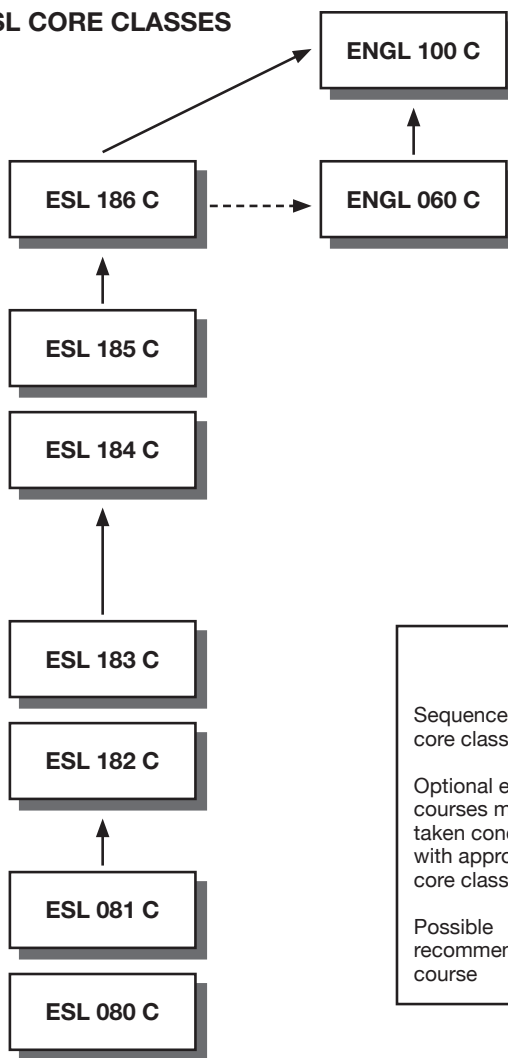 SL CORE CLASSES
ENGL 100 C
ESL 186 C
ENGL 060 C
ESL 185 C
ESL 184 C
ESL 183 C
ESL 182 C
ESL 081 C
ESL 080 C
Sequence
core class
Optional e
courses m
taken conc
with appro
core class
Possible
recommen
course